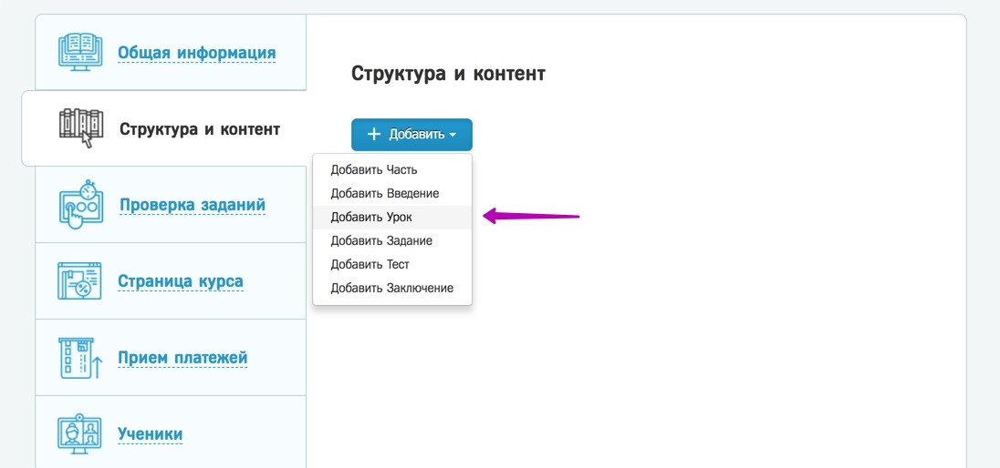 Общая информация
Структура и контент
Проверка заданий
Страница курса
Прием платежей
Ученики
Структура и контент
+ Добавить
Добавить Часть
Добавить Введение
Добавить Урок
Добавить Задание
Добавить Тест
Добавить Заключение